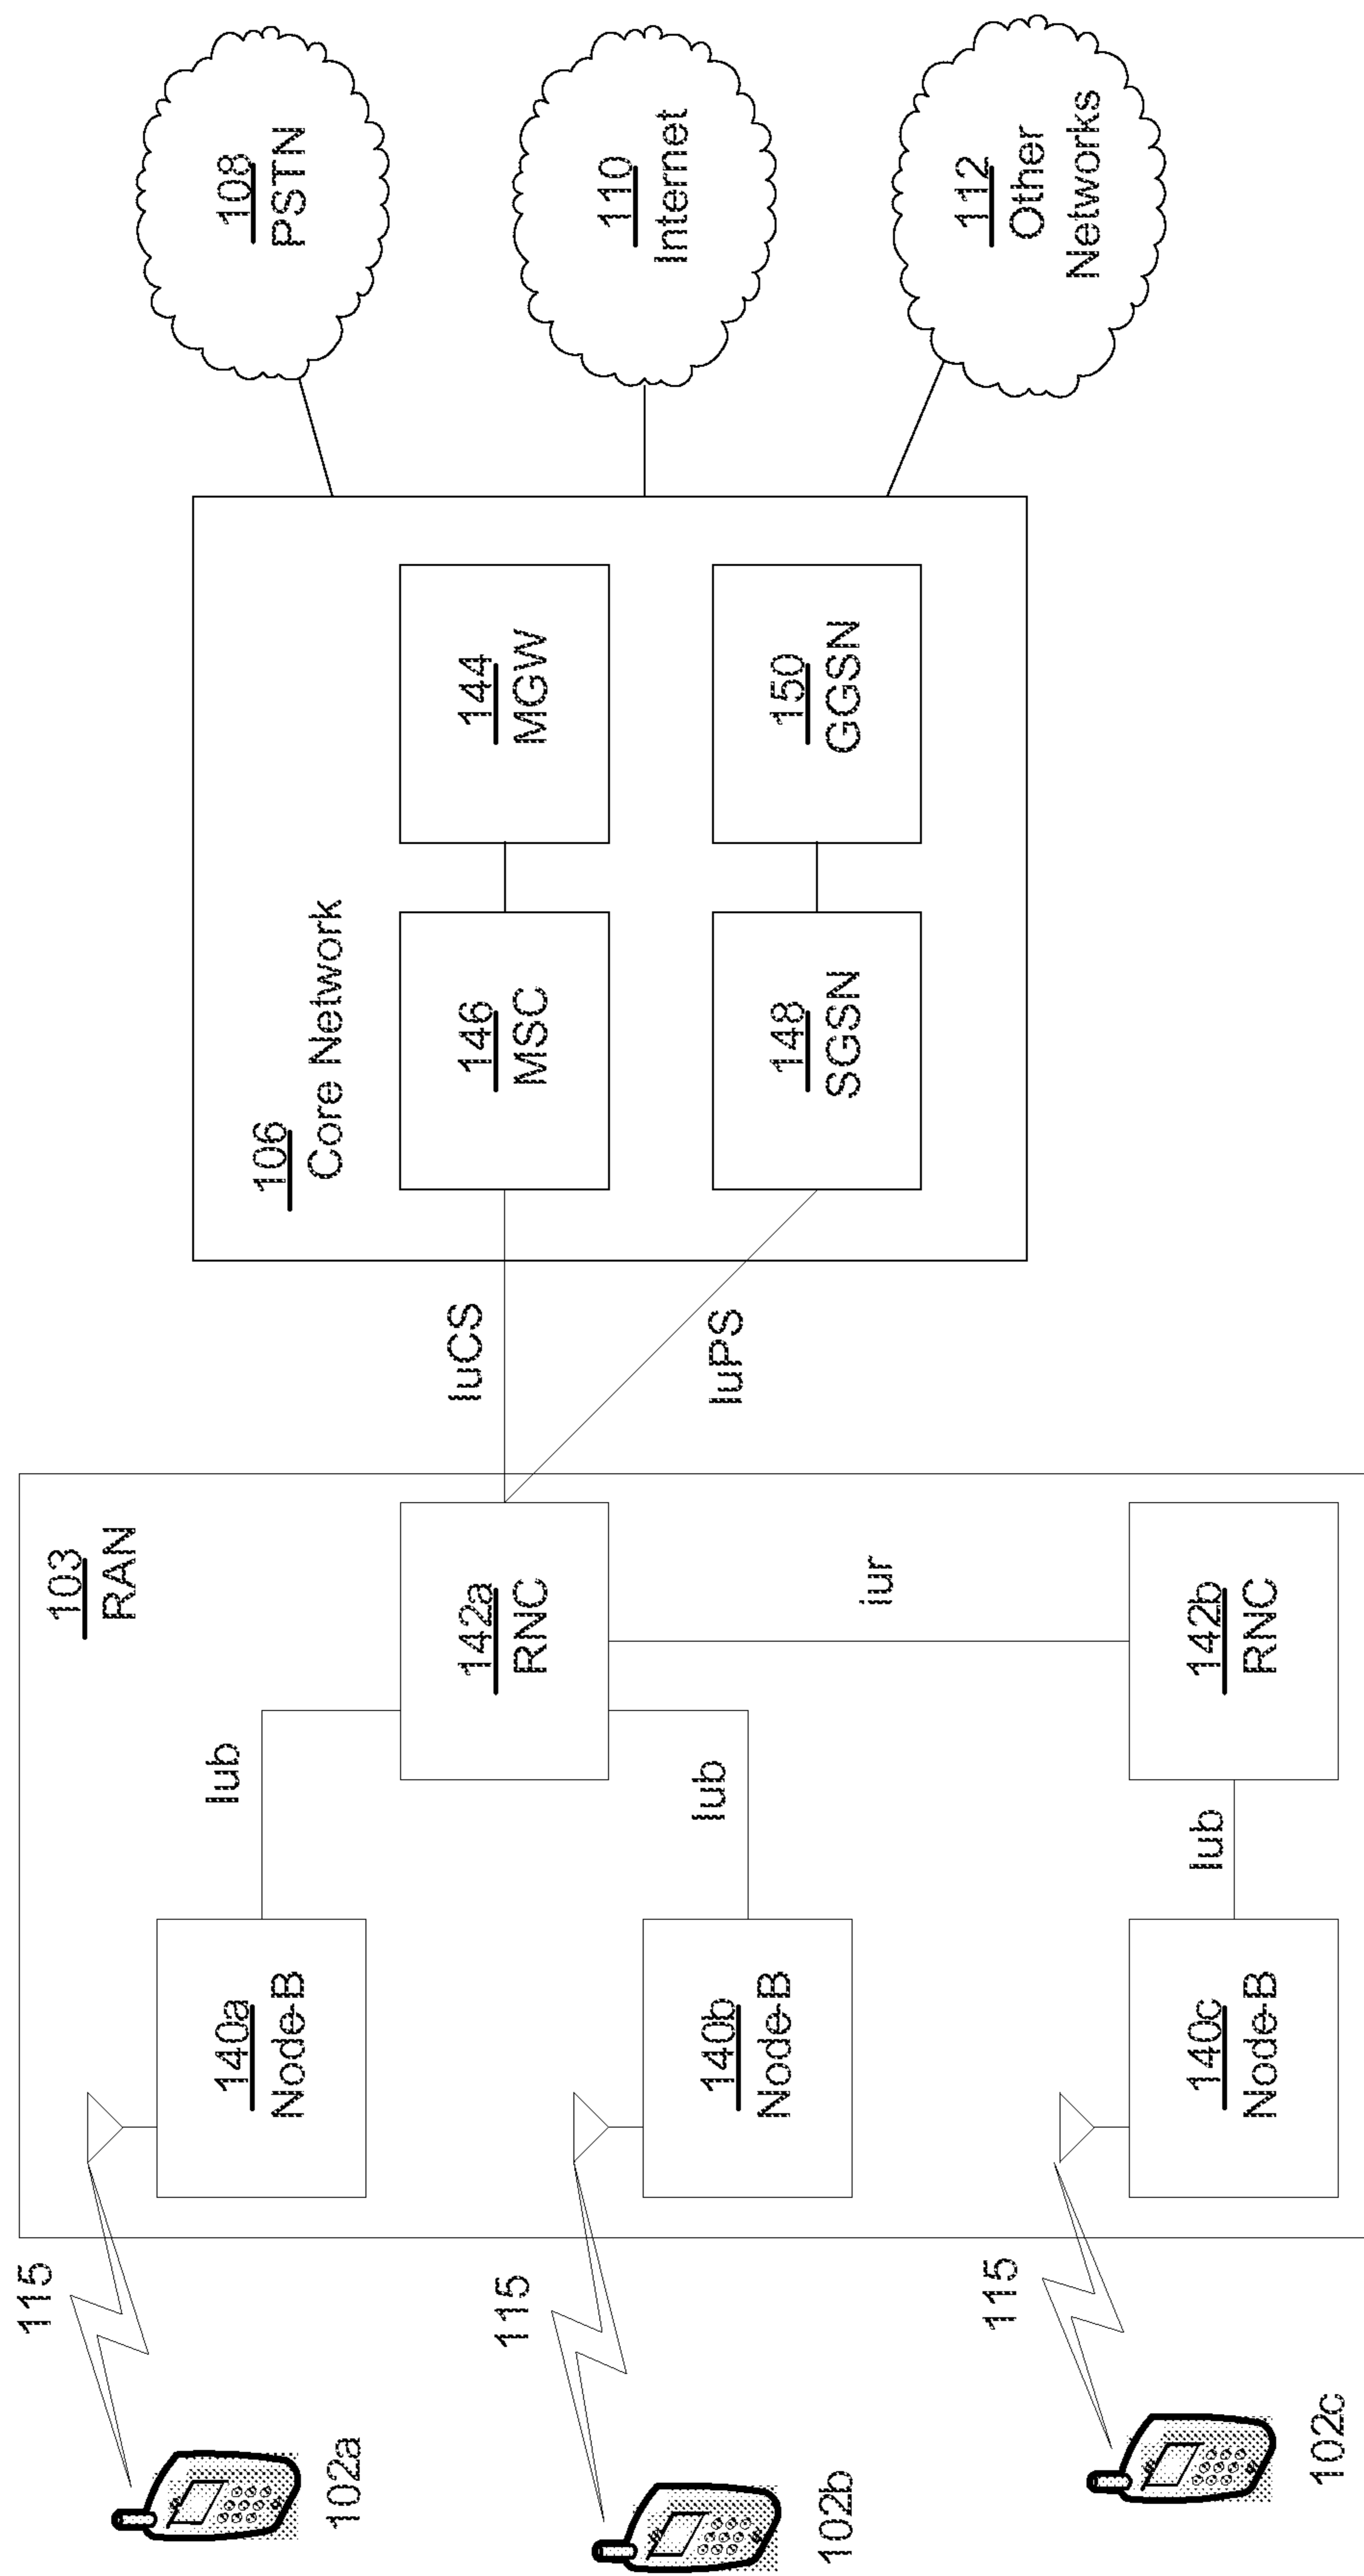 115
102a
115
102b
115
102c
103
RAN
140a
Node-B
140b
Node-B
140c
Node-B
Iub
Iub
Iub
142a
RNC
iur
142b
RNC
IuCS
IuPS
106
Core Network
146
MSC
144
MGW
148
SGSN
150
GGSN
108
PSTN
110
Internet
112
Other
Networks